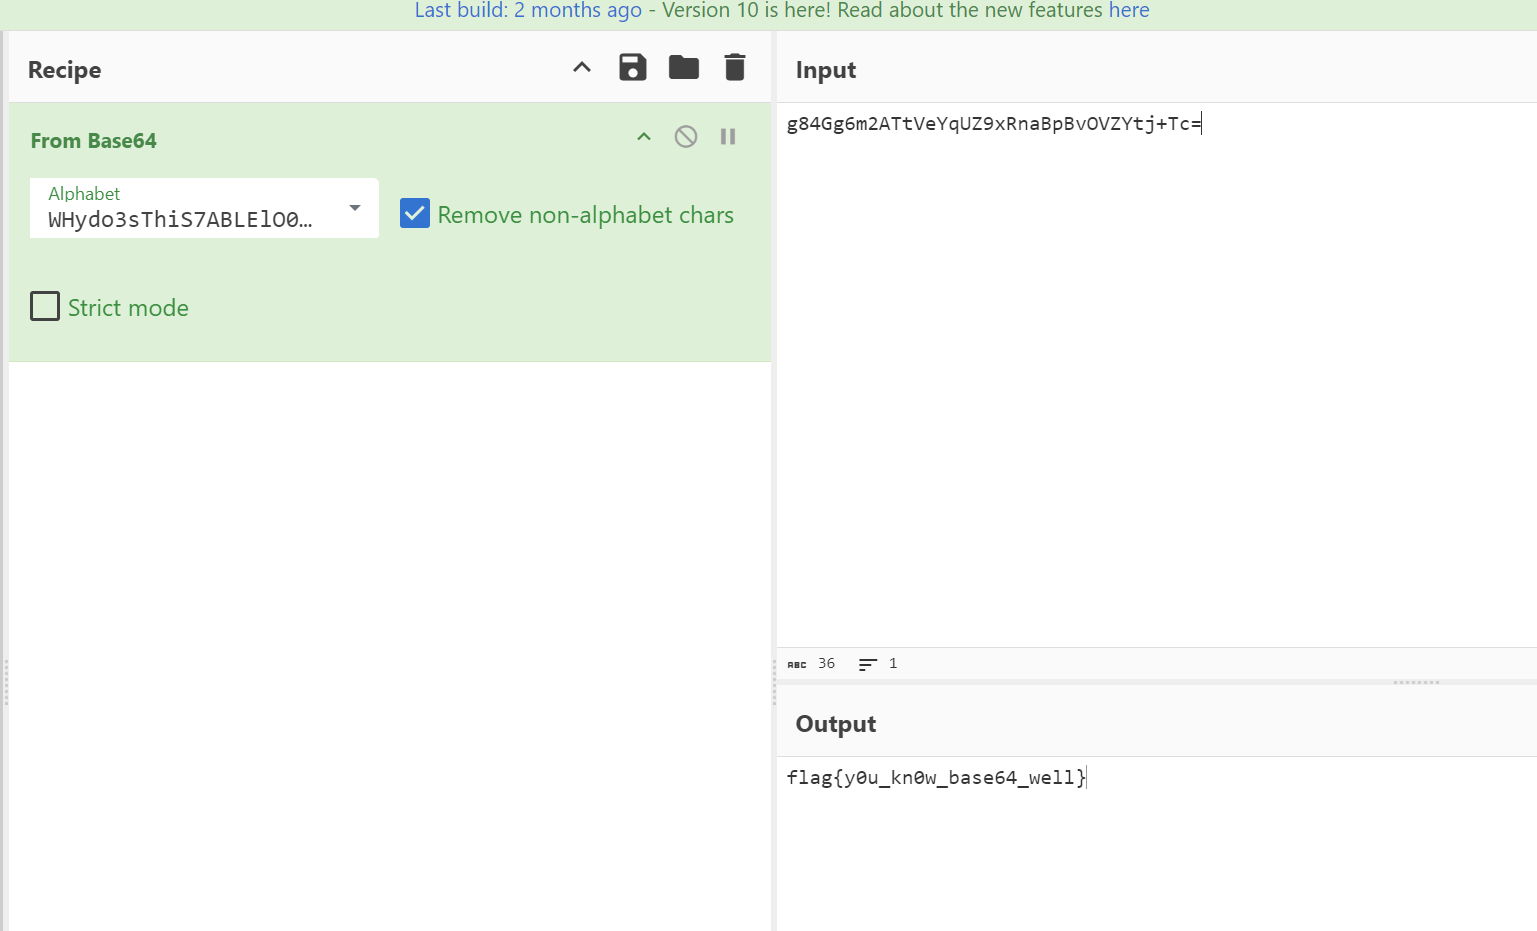 Last build: 2 months ago - Version 10 is here! Read about the new features here
Recipe
From Base64
Alphabet
WHydo3sThiS7ABLElO0…
Remove non-alphabet chars
Strict mode
Input
g84Gg6m2ATtVeYqUZ9xRnaBpBvOVZYtj+Tc=
ABC 36 1
Output
flag{y0u_kn0w_base64_well}